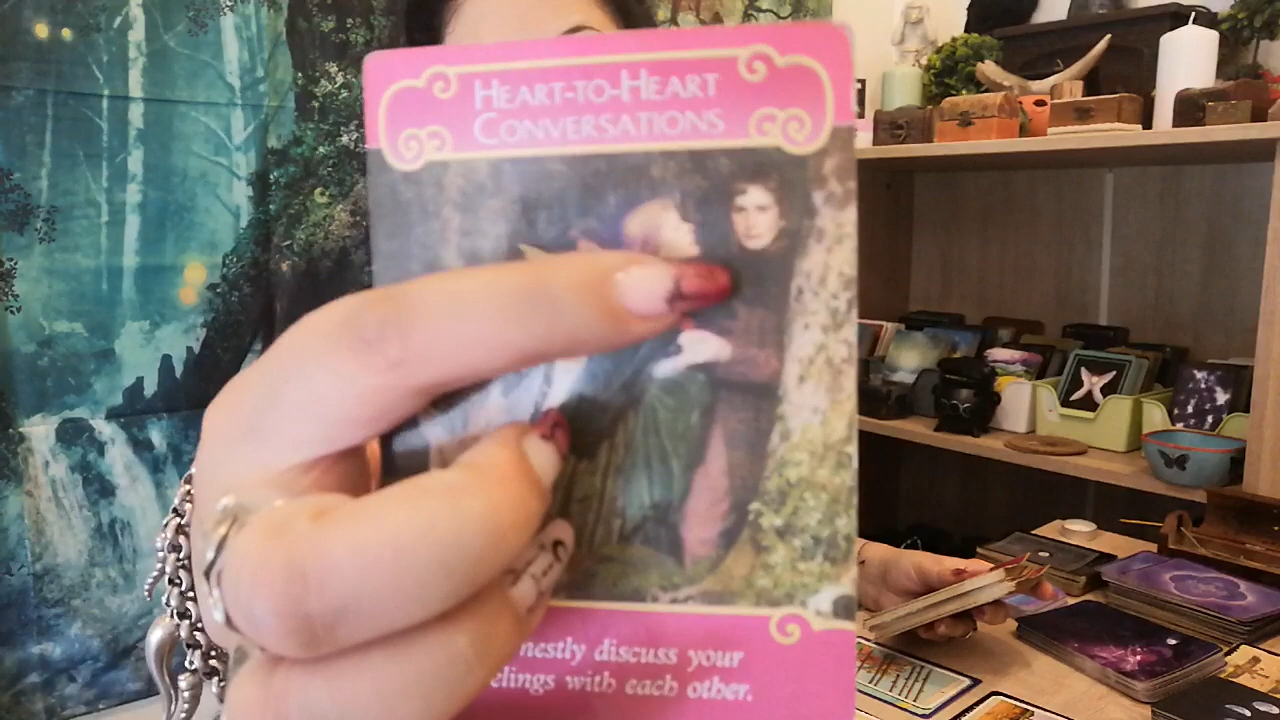 HEART-TO-HEART
CONVERSATIONS
nestly discuss your
elings with each other.